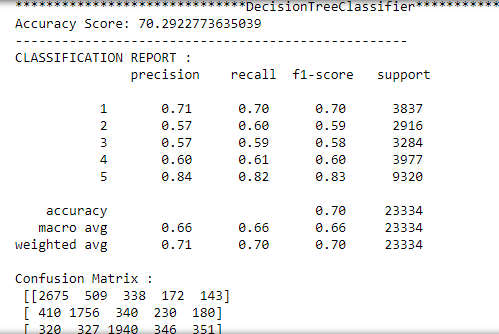 ******************************DecisionTreeClassifier***********
Accuracy Score: 70.2922773635039
---------------------------------------------------
CLASSIFICATION REPORT :
precision recall f1-score support
1 0.71 0.70 0.70 3837
2 0.57 0.60 0.59 2916
3 0.57 0.59 0.58 3284
4 0.60 0.61 0.60 3977
5 0.84 0.82 0.83 9320
accuracy 0.70 23334
macro avg 0.66 0.66 0.66 23334
weighted avg 0.71 0.70 0.70 23334
Confusion Matrix :
[[2675 509 338 172 143]
[ 410 1756 340 230 180]
[ 320 327 1940 346 351]